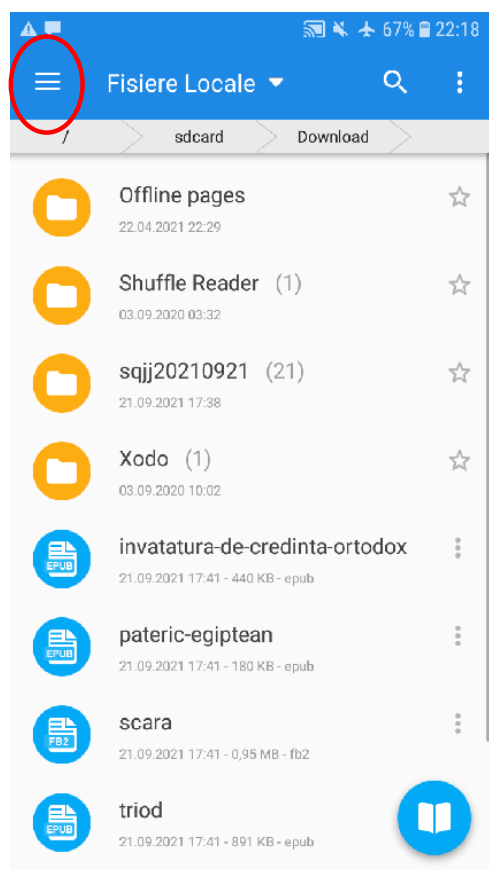 67% 22:18
Fisiere Locale
/ sdcard Download
Offline pages
22.04.2021 22:29
Shuffle Reader (1)
03.09.2020 03:32
sqjj20210921 (21)
21.09.2021 17:38
Xodo (1)
03.09.2020 10:02
invatatura-de-credinta-ortodox
EPUB
21.09.2021 17:41 - 440 KB - epub
pateric-egiptean
EPUB
21.09.2021 17:41 - 180 KB - epub
scara
FB2
21.09.2021 17:41 - 0,95 MB - fb2
triod
EPUB
21.09.2021 17:41 - 891 KB - epub